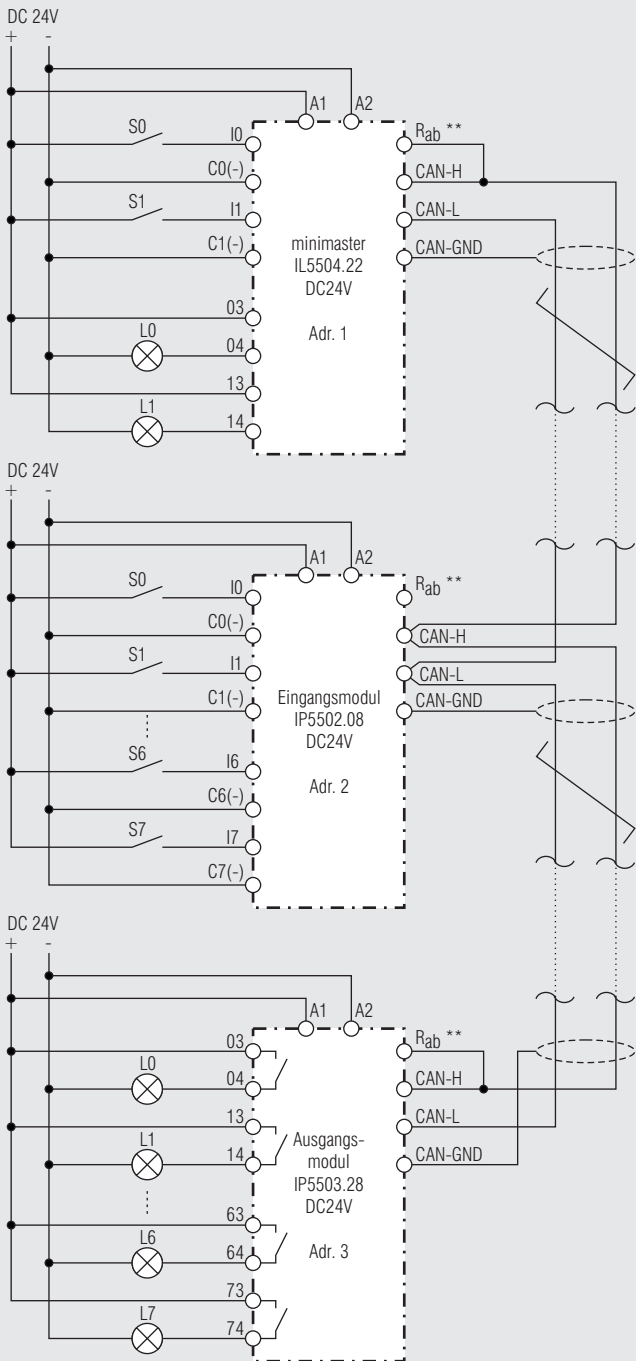 DC 24V
+ -
A1 A2
S0 I0 Rab **
C0(-) CAN-H
S1 I1 CAN-L
C1(-) CAN-GND
minimaster
IL5504.22
DC24V
03
Adr. 1
L0 04
13
L1 14
DC 24V
+ -
A1 A2
S0 I0 Rab **
C0(-) CAN-H
S1 I1 CAN-L
C1(-) CAN-GND
Eingangsmodul
IP5502.08
DC24V
S6 I6
Adr. 2
C6(-)
S7 I7
C7(-)
DC 24V
+ -
A1 A2
03 Rab **
L0 04 CAN-H
13 CAN-L
L1 14 CAN-GND
Ausgangs-
modul
IP5503.28
DC24V
63
L6 64
Adr. 3
73
L7 74